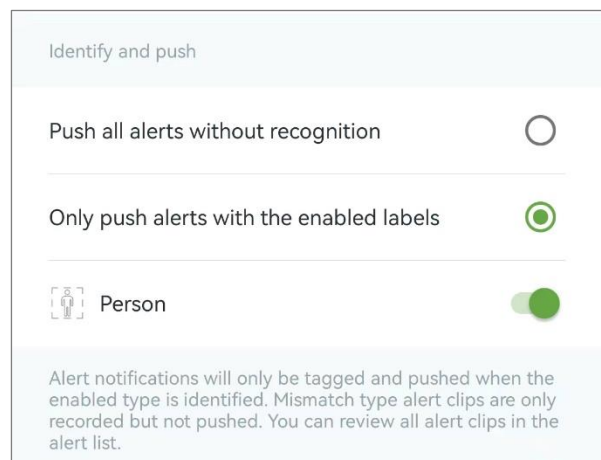 Identify and push
Push all alerts without recognition
Only push alerts with the enabled labels
Person
Alert notifications will only be tagged and pushed when the
enabled type is identified. Mismatch type alert clips are only
recorded but not pushed. You can review all alert clips in the
alert list.